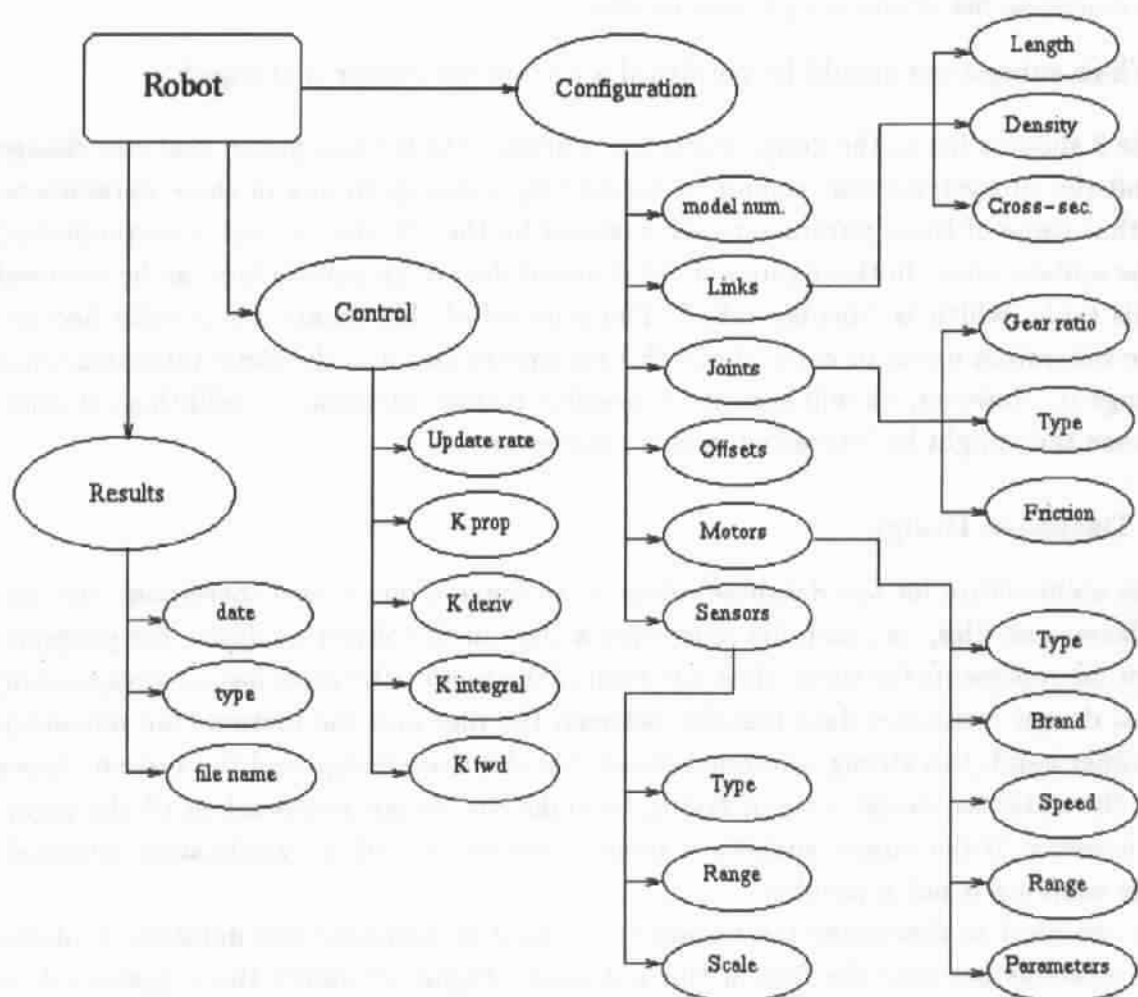 Robot
Configuration
Length
Density
Cross-sec.
model num.
Links
Control
Gear ratio
Joints
Type
Friction
Update rate
Offsets
Results
K prop
Motors
K deriv
Sensors
date
Type
type
K integral
Brand
file name
K fwd
Type
Speed
Range
Range
Scale
Parameters